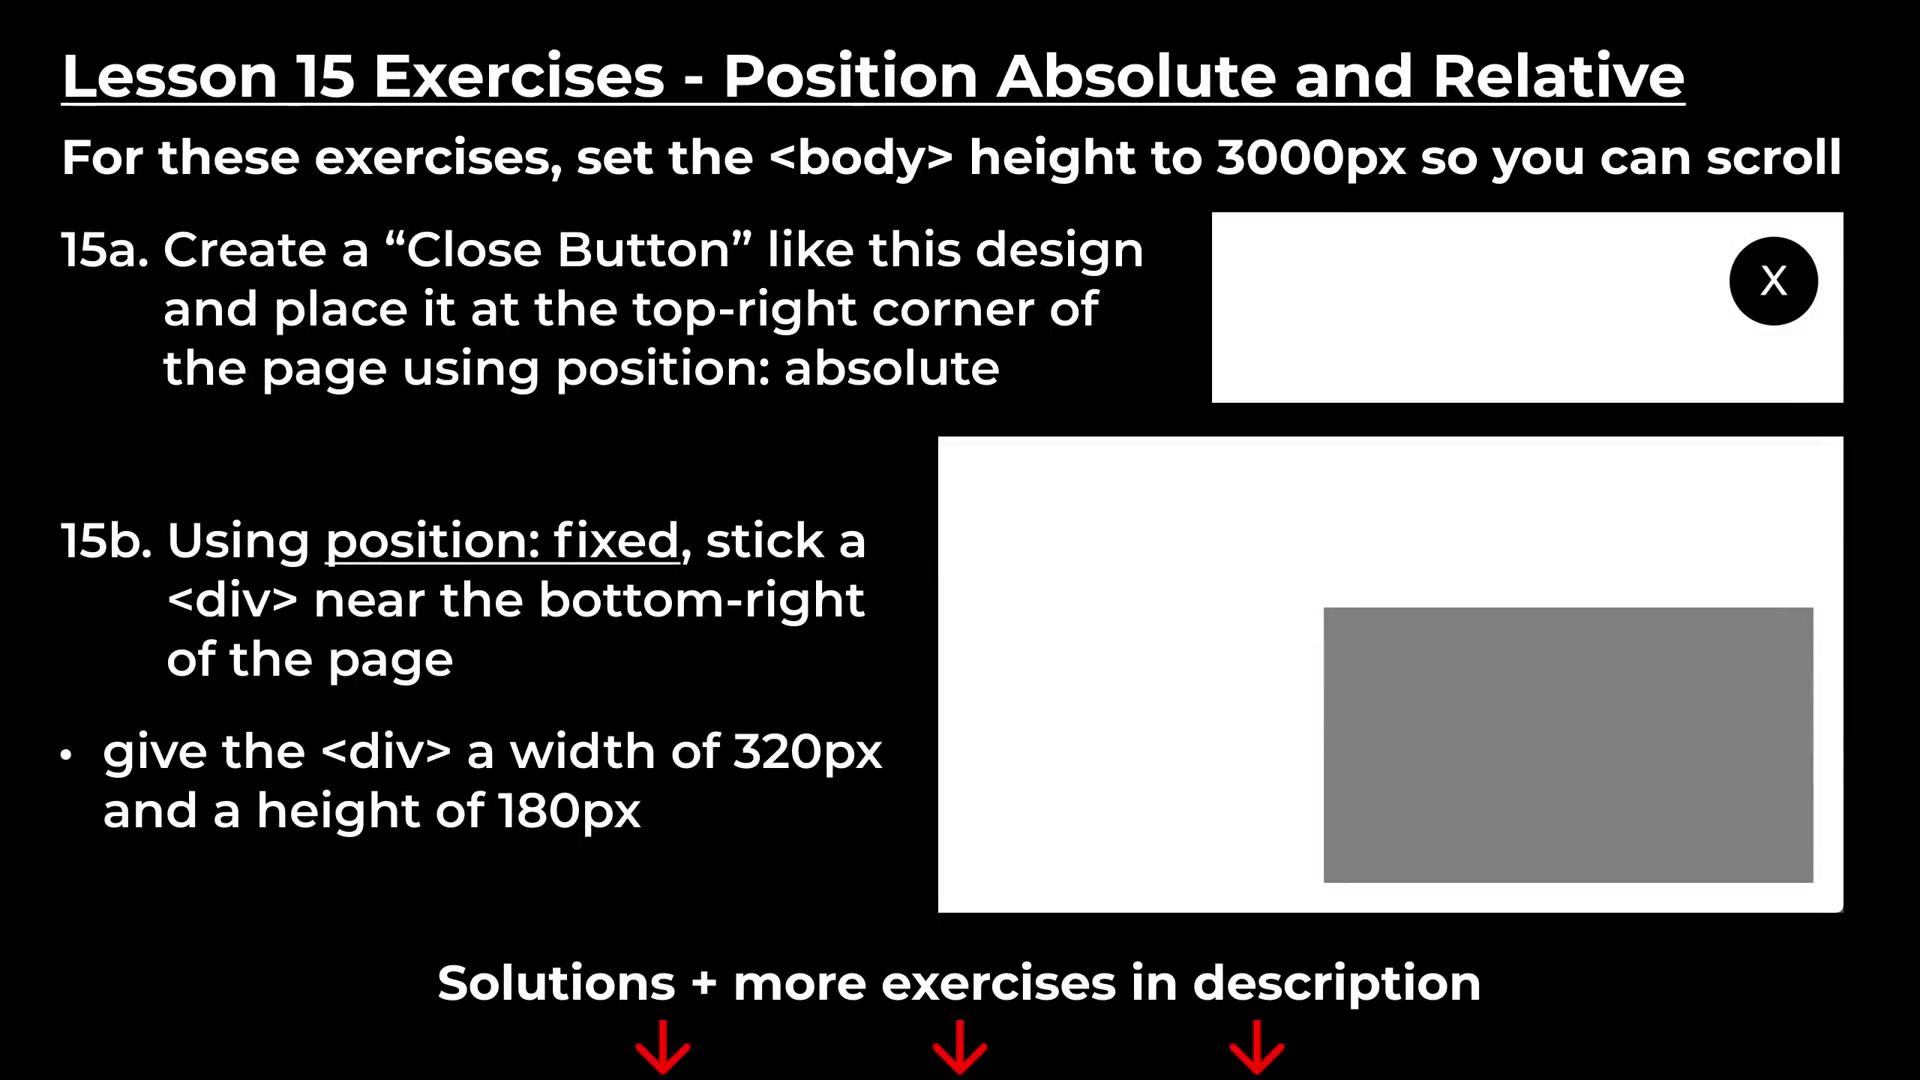 Lesson 15 Exercises - Position Absolute and Relative
For these exercises, set the <body> height to 3000px so you can scroll
15a. Create a “Close Button” like this design
and place it at the top-right corner of
the page using position: absolute
X
15b. Using position: fixed, stick a
<div> near the bottom-right
of the page
• give the <div> a width of 320px
and a height of 180px
Solutions + more exercises in description